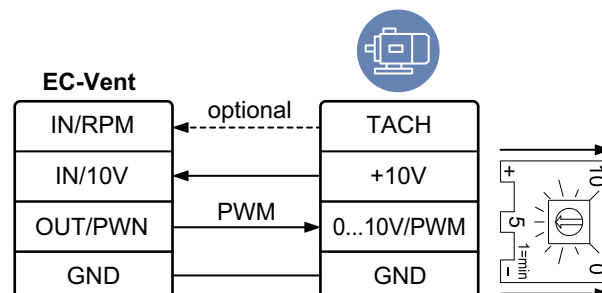 EC-Vent
IN/RPM
optional
TACH
IN/10V
+10V
OUT/PWN
PWM
0...10V/PWM
GND
GND
+
5
-
1=min
10
0